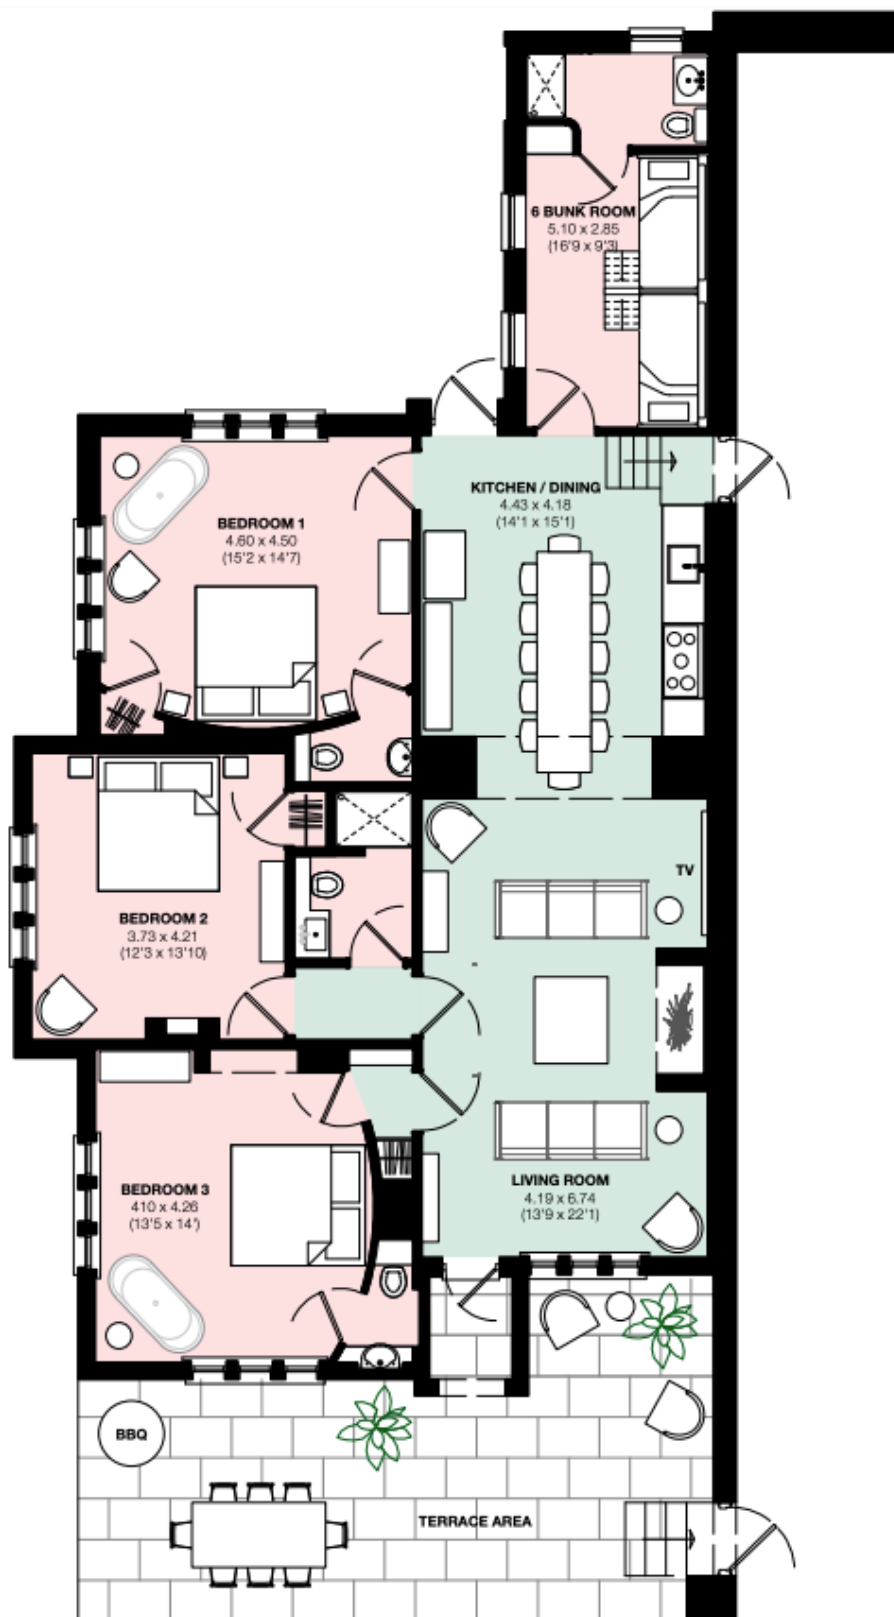 6 BUNK ROOM
5.10 x 2.85
(16'9 x 9'3)
KITCHEN / DINING
4.43 x 4.18
(14'1 x 15'1)
BEDROOM 1
4.60 x 4.50
(15'2 x 14'7)
TV
BEDROOM 2
3.73 x 4.21
(12'3 x 13'10)
LIVING ROOM
4.19 x 6.74
(13'9 x 22'1)
BEDROOM 3
410 x 4.26
(13'5 x 14')
BBQ
TERRACE AREA